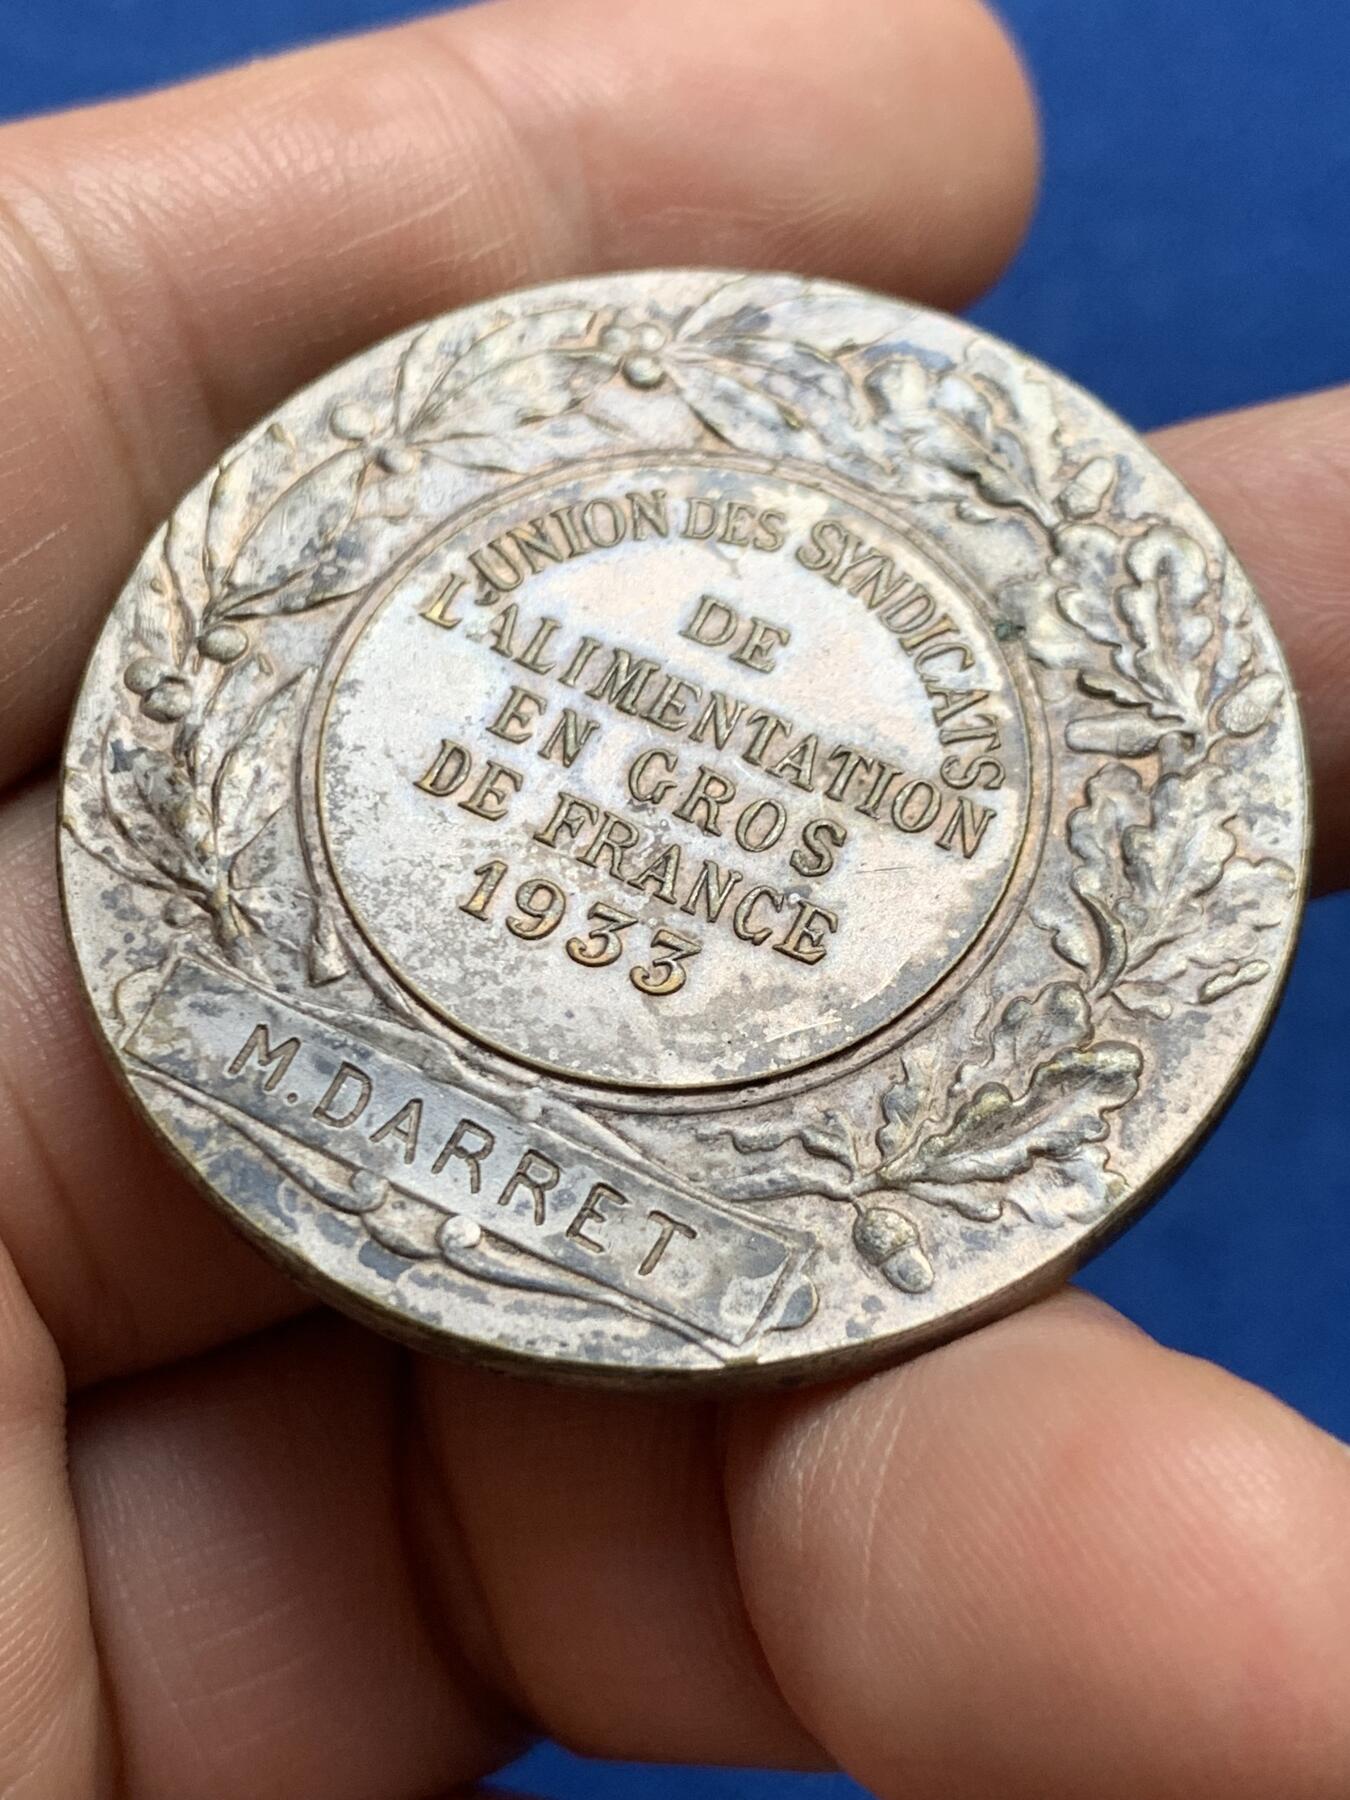 UNION DES SYNDICATS
DE
L'ALIMENTATION
EN GROS
DE FRANCE
1933
M. DARRET